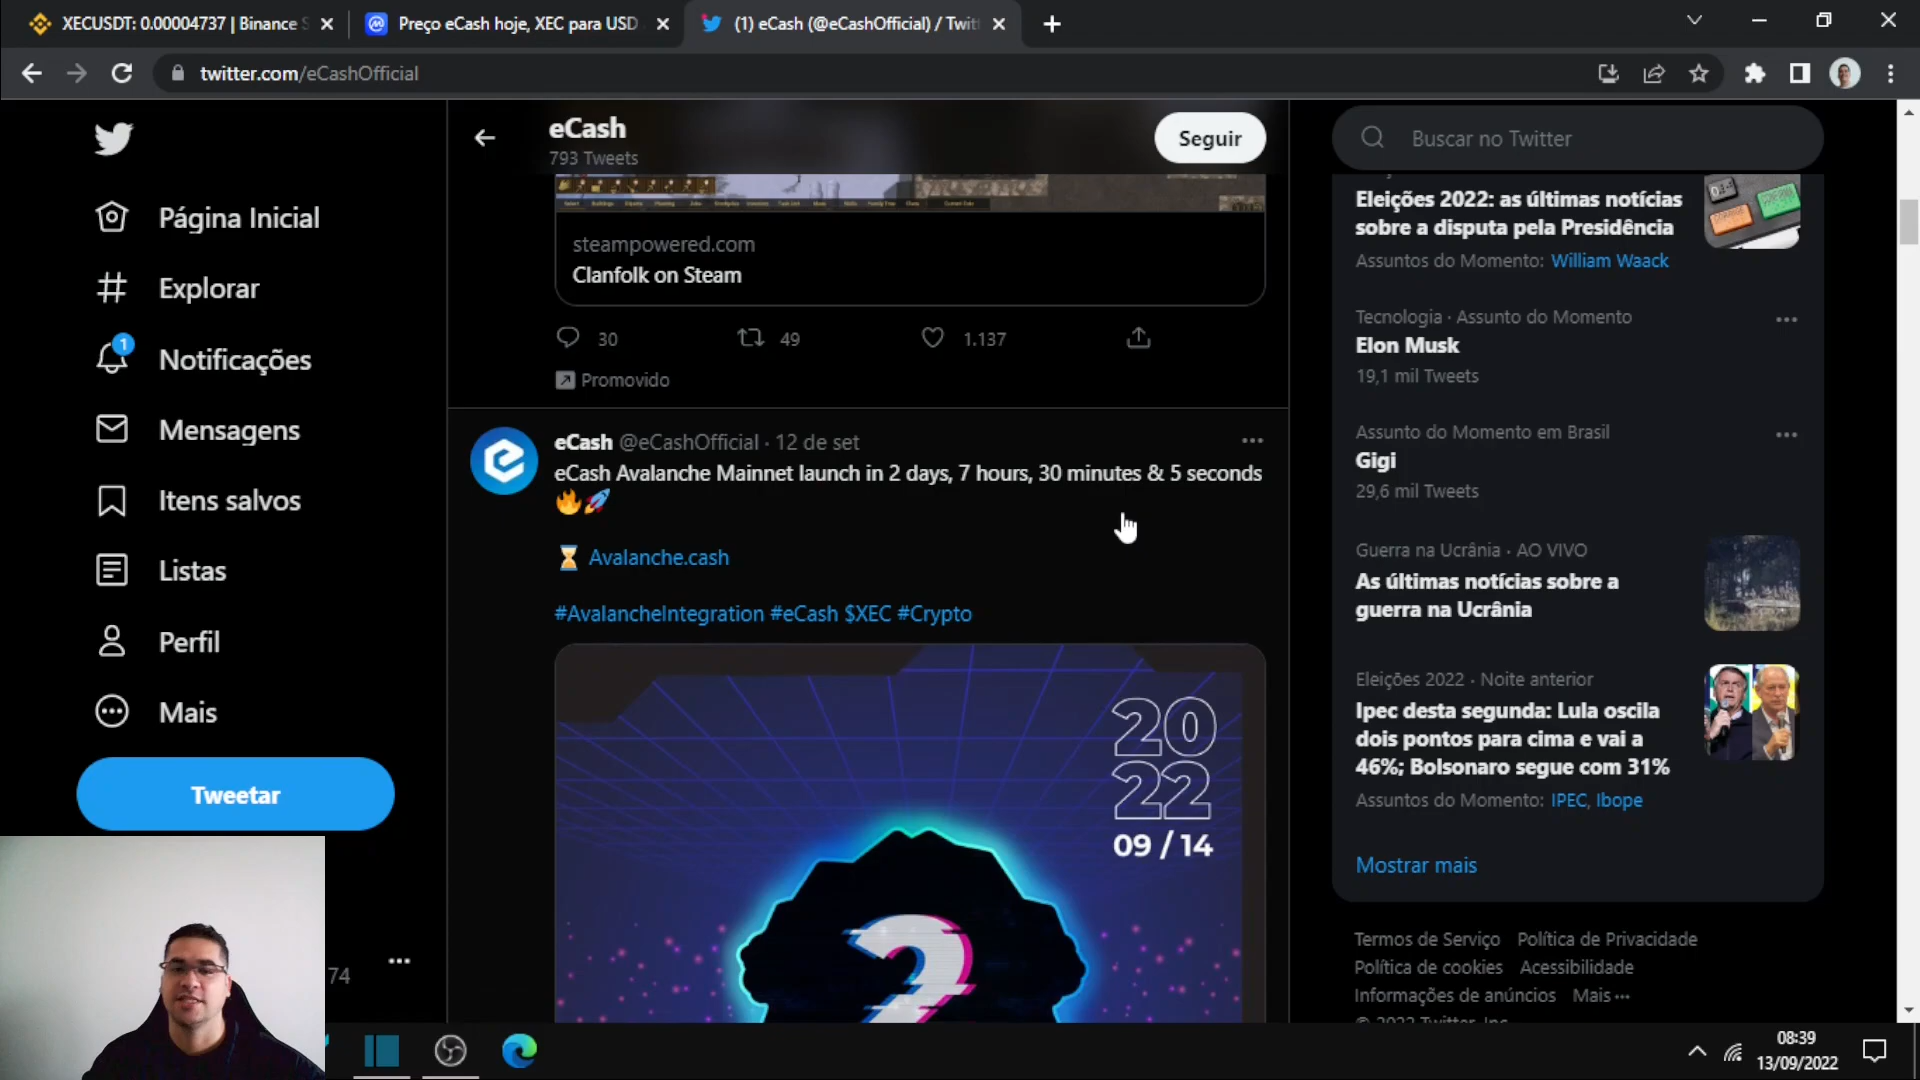 XECUSDT: 0.00004737 | Binance S
Preço eCash hoje, XEC para USD
(1) eCash (@eCashOfficial) / Twitt
twitter.com/eCashOfficial
eCash
793 Tweets
Seguir
Buscar no Twitter
Página Inicial
Explorar
1
Notificações
Mensagens
Itens salvos
Listas
Perfil
Mais
Tweetar
74
steampowered.com
Clanfolk on Steam
30
49
1.137
Promovido
eCash @eCashOfficial · 12 de set
eCash Avalanche Mainnet launch in 2 days, 7 hours, 30 minutes & 5 seconds
🔥🚀
⌛ Avalanche.cash
#AvalancheIntegration #eCash $XEC #Crypto
20
22
09 / 14
2
Eleições 2022: as últimas notícias
sobre a disputa pela Presidência
Assuntos do Momento: William Waack
Tecnologia · Assunto do Momento
Elon Musk
19,1 mil Tweets
Assunto do Momento em Brasil
Gigi
29,6 mil Tweets
Guerra na Ucrânia · AO VIVO
As últimas notícias sobre a
guerra na Ucrânia
Eleições 2022 · Noite anterior
Ipec desta segunda: Lula oscila
dois pontos para cima e vai a
46%; Bolsonaro segue com 31%
Assuntos do Momento: IPEC, Ibope
Mostrar mais
Termos de Serviço Política de Privacidade
Política de cookies Acessibilidade
Informações de anúncios Mais ···
© 2022 Twitter, Inc.
08:39
13/09/2022